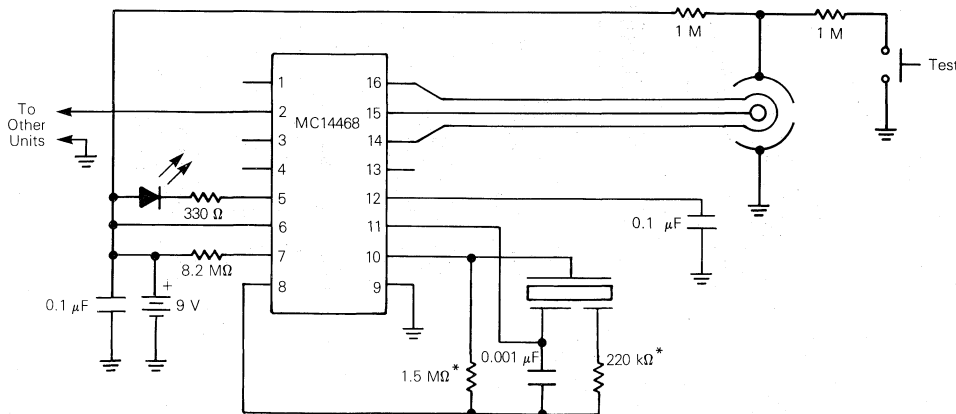 1 M
1 M
Test
To
Other
Units
MC14468
1
2
3
4
5
6
7
8
16
15
14
13
12
11
10
9
330 Ω
8.2 MΩ
0.1 µF
+
9 V
0.1 µF
1.5 MΩ*
0.001 µF
220 kΩ*